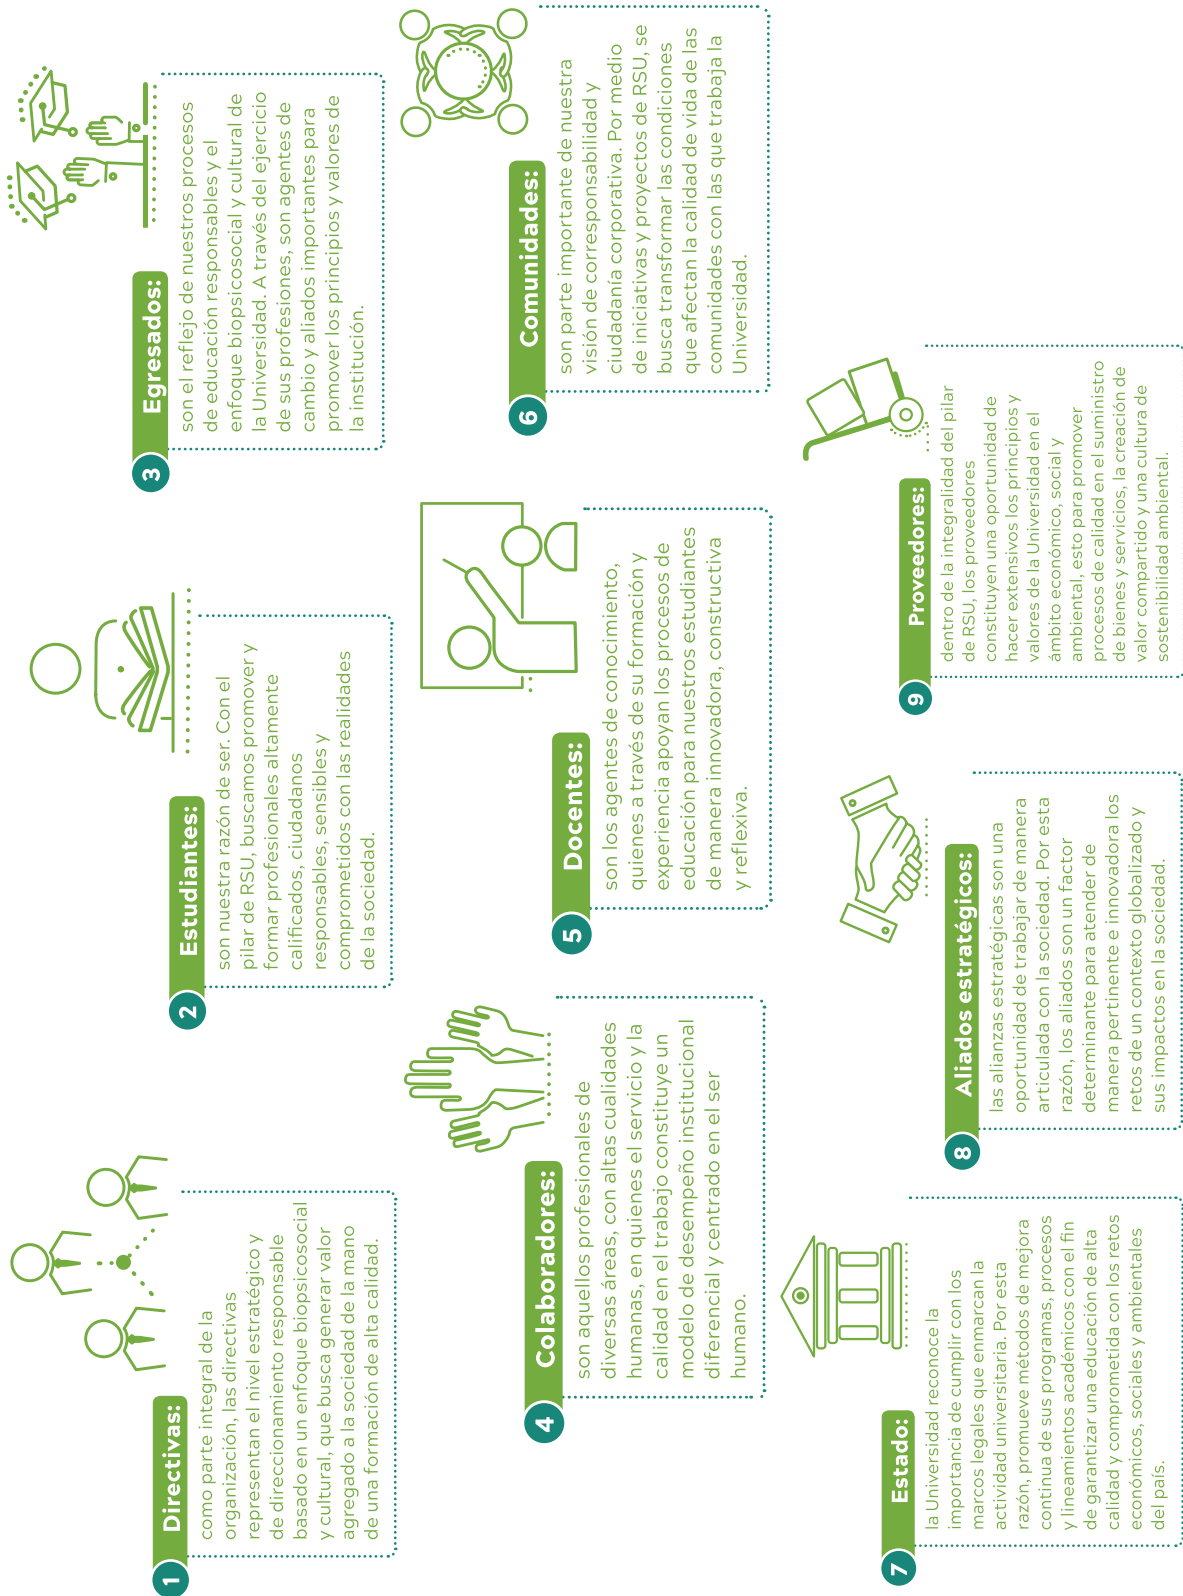 1
Directivas:
como parte integral de la
organización, las directivas
representan el nivel estratégico y
de direccionamiento responsable
basado en un enfoque biopsicosocial
y cultural, que busca generar valor
agregado a la sociedad de la mano
de una formación de alta calidad.
2
Estudiantes:
son nuestra razón de ser. Con el
pilar de RSU, buscamos promover y
formar profesionales altamente
calificados, ciudadanos
responsables, sensibles y
comprometidos con las realidades
de la sociedad.
3
Egresados:
son el reflejo de nuestros procesos
de educación responsables y el
enfoque biopsicosocial y cultural de
la Universidad. A través del ejercicio
de sus profesiones, son agentes de
cambio y aliados importantes para
promover los principios y valores de
la institución.
4
Colaboradores:
son aquellos profesionales de
diversas áreas, con altas cualidades
humanas, en quienes el servicio y la
calidad en el trabajo constituye un
modelo de desempeño institucional
diferencial y centrado en el ser
humano.
5
Docentes:
son los agentes de conocimiento,
quienes a través de su formación y
experiencia apoyan los procesos de
educación para nuestros estudiantes
de manera innovadora, constructiva
y reflexiva.
6
Comunidades:
son parte importante de nuestra
visión de corresponsabilidad y
ciudadanía corporativa. Por medio
de iniciativas y proyectos de RSU, se
busca transformar las condiciones
que afectan la calidad de vida de las
comunidades con las que trabaja la
Universidad.
7
Estado:
la Universidad reconoce la
importancia de cumplir con los
marcos legales que enmarcan la
actividad universitaria. Por esta
razón, promueve métodos de mejora
continua de sus programas, procesos
y lineamientos académicos con el fin
de garantizar una educación de alta
calidad y comprometida con los retos
económicos, sociales y ambientales
del país.
8
Aliados estratégicos:
las alianzas estratégicas son una
oportunidad de trabajar de manera
articulada con la sociedad. Por esta
razón, los aliados son un factor
determinante para atender de
manera pertinente e innovadora los
retos de un contexto globalizado y
sus impactos en la sociedad.
9
Proveedores:
dentro de la integralidad del pilar
de RSU, los proveedores
constituyen una oportunidad de
hacer extensivos los principios y
valores de la Universidad en el
ámbito económico, social y
ambiental, esto para promover
procesos de calidad en el suministro
de bienes y servicios, la creación de
valor compartido y una cultura de
sostenibilidad ambiental.